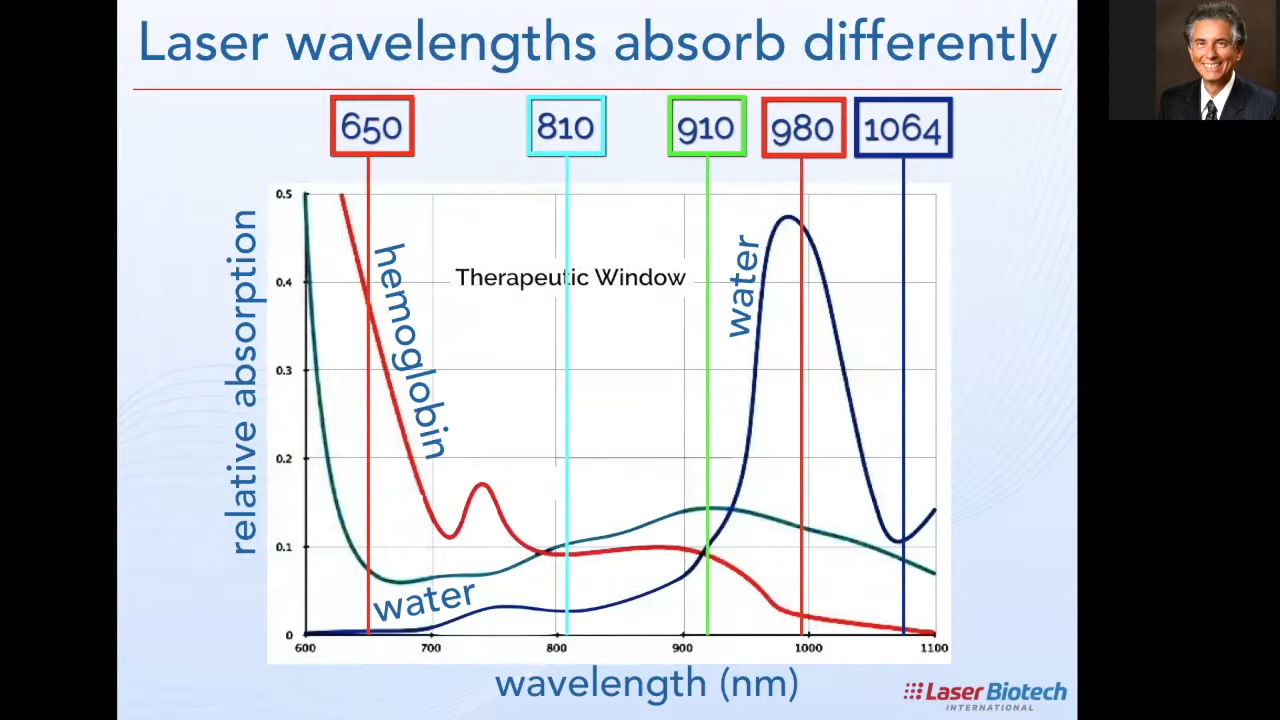 Laser wavelengths absorb differently
650
810
910
980
1064
0.5
0.4
0.3
0.2
0.1
0
relative absorption
hemoglobin
Therapeutic Window
water
water
600
700
800
900
1000
1100
wavelength (nm)
Laser Biotech
INTERNATIONAL